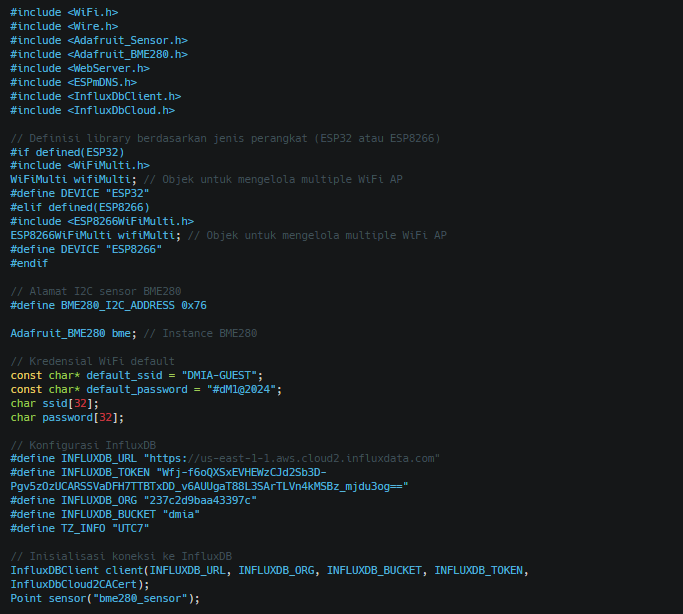 #include <WiFi.h>
#include <Wire.h>
#include <Adafruit_Sensor.h>
#include <Adafruit_BME280.h>
#include <WebServer.h>
#include <ESPmDNS.h>
#include <InfluxDbClient.h>
#include <InfluxDbCloud.h>

// Definisi library berdasarkan jenis perangkat (ESP32 atau ESP8266)
#if defined(ESP32)
#include <WiFiMulti.h>
WiFiMulti wifiMulti; // Objek untuk mengelola multiple WiFi AP
#define DEVICE "ESP32"
#elif defined(ESP8266)
#include <ESP8266WiFiMulti.h>
ESP8266WiFiMulti wifiMulti; // Objek untuk mengelola multiple WiFi AP
#define DEVICE "ESP8266"
#endif

// Alamat I2C sensor BME280
#define BME280_I2C_ADDRESS 0x76

Adafruit_BME280 bme; // Instance BME280

// Kredensial WiFi default
const char* default_ssid = "DMIA-GUEST";
const char* default_password = "#dM1@2024";
char ssid[32];
char password[32];

// Konfigurasi InfluxDB
#define INFLUXDB_URL "https://us-east-1-1.aws.cloud2.influxdata.com"
#define INFLUXDB_TOKEN "Wfj-f6oQXSxEVHEWzCJd2Sb3D-
Pgv5zOzUCARSSVaDFH7TTBTxDD_v6AUUgaT88L3SArTLVn4kMSBz_mjdu3og=="
#define INFLUXDB_ORG "237c2d9baa43397c"
#define INFLUXDB_BUCKET "dmia"
#define TZ_INFO "UTC7"

// Inisialisasi koneksi ke InfluxDB
InfluxDBClient client(INFLUXDB_URL, INFLUXDB_ORG, INFLUXDB_BUCKET, INFLUXDB_TOKEN,
InfluxDbCloud2CACert);
Point sensor("bme280_sensor");